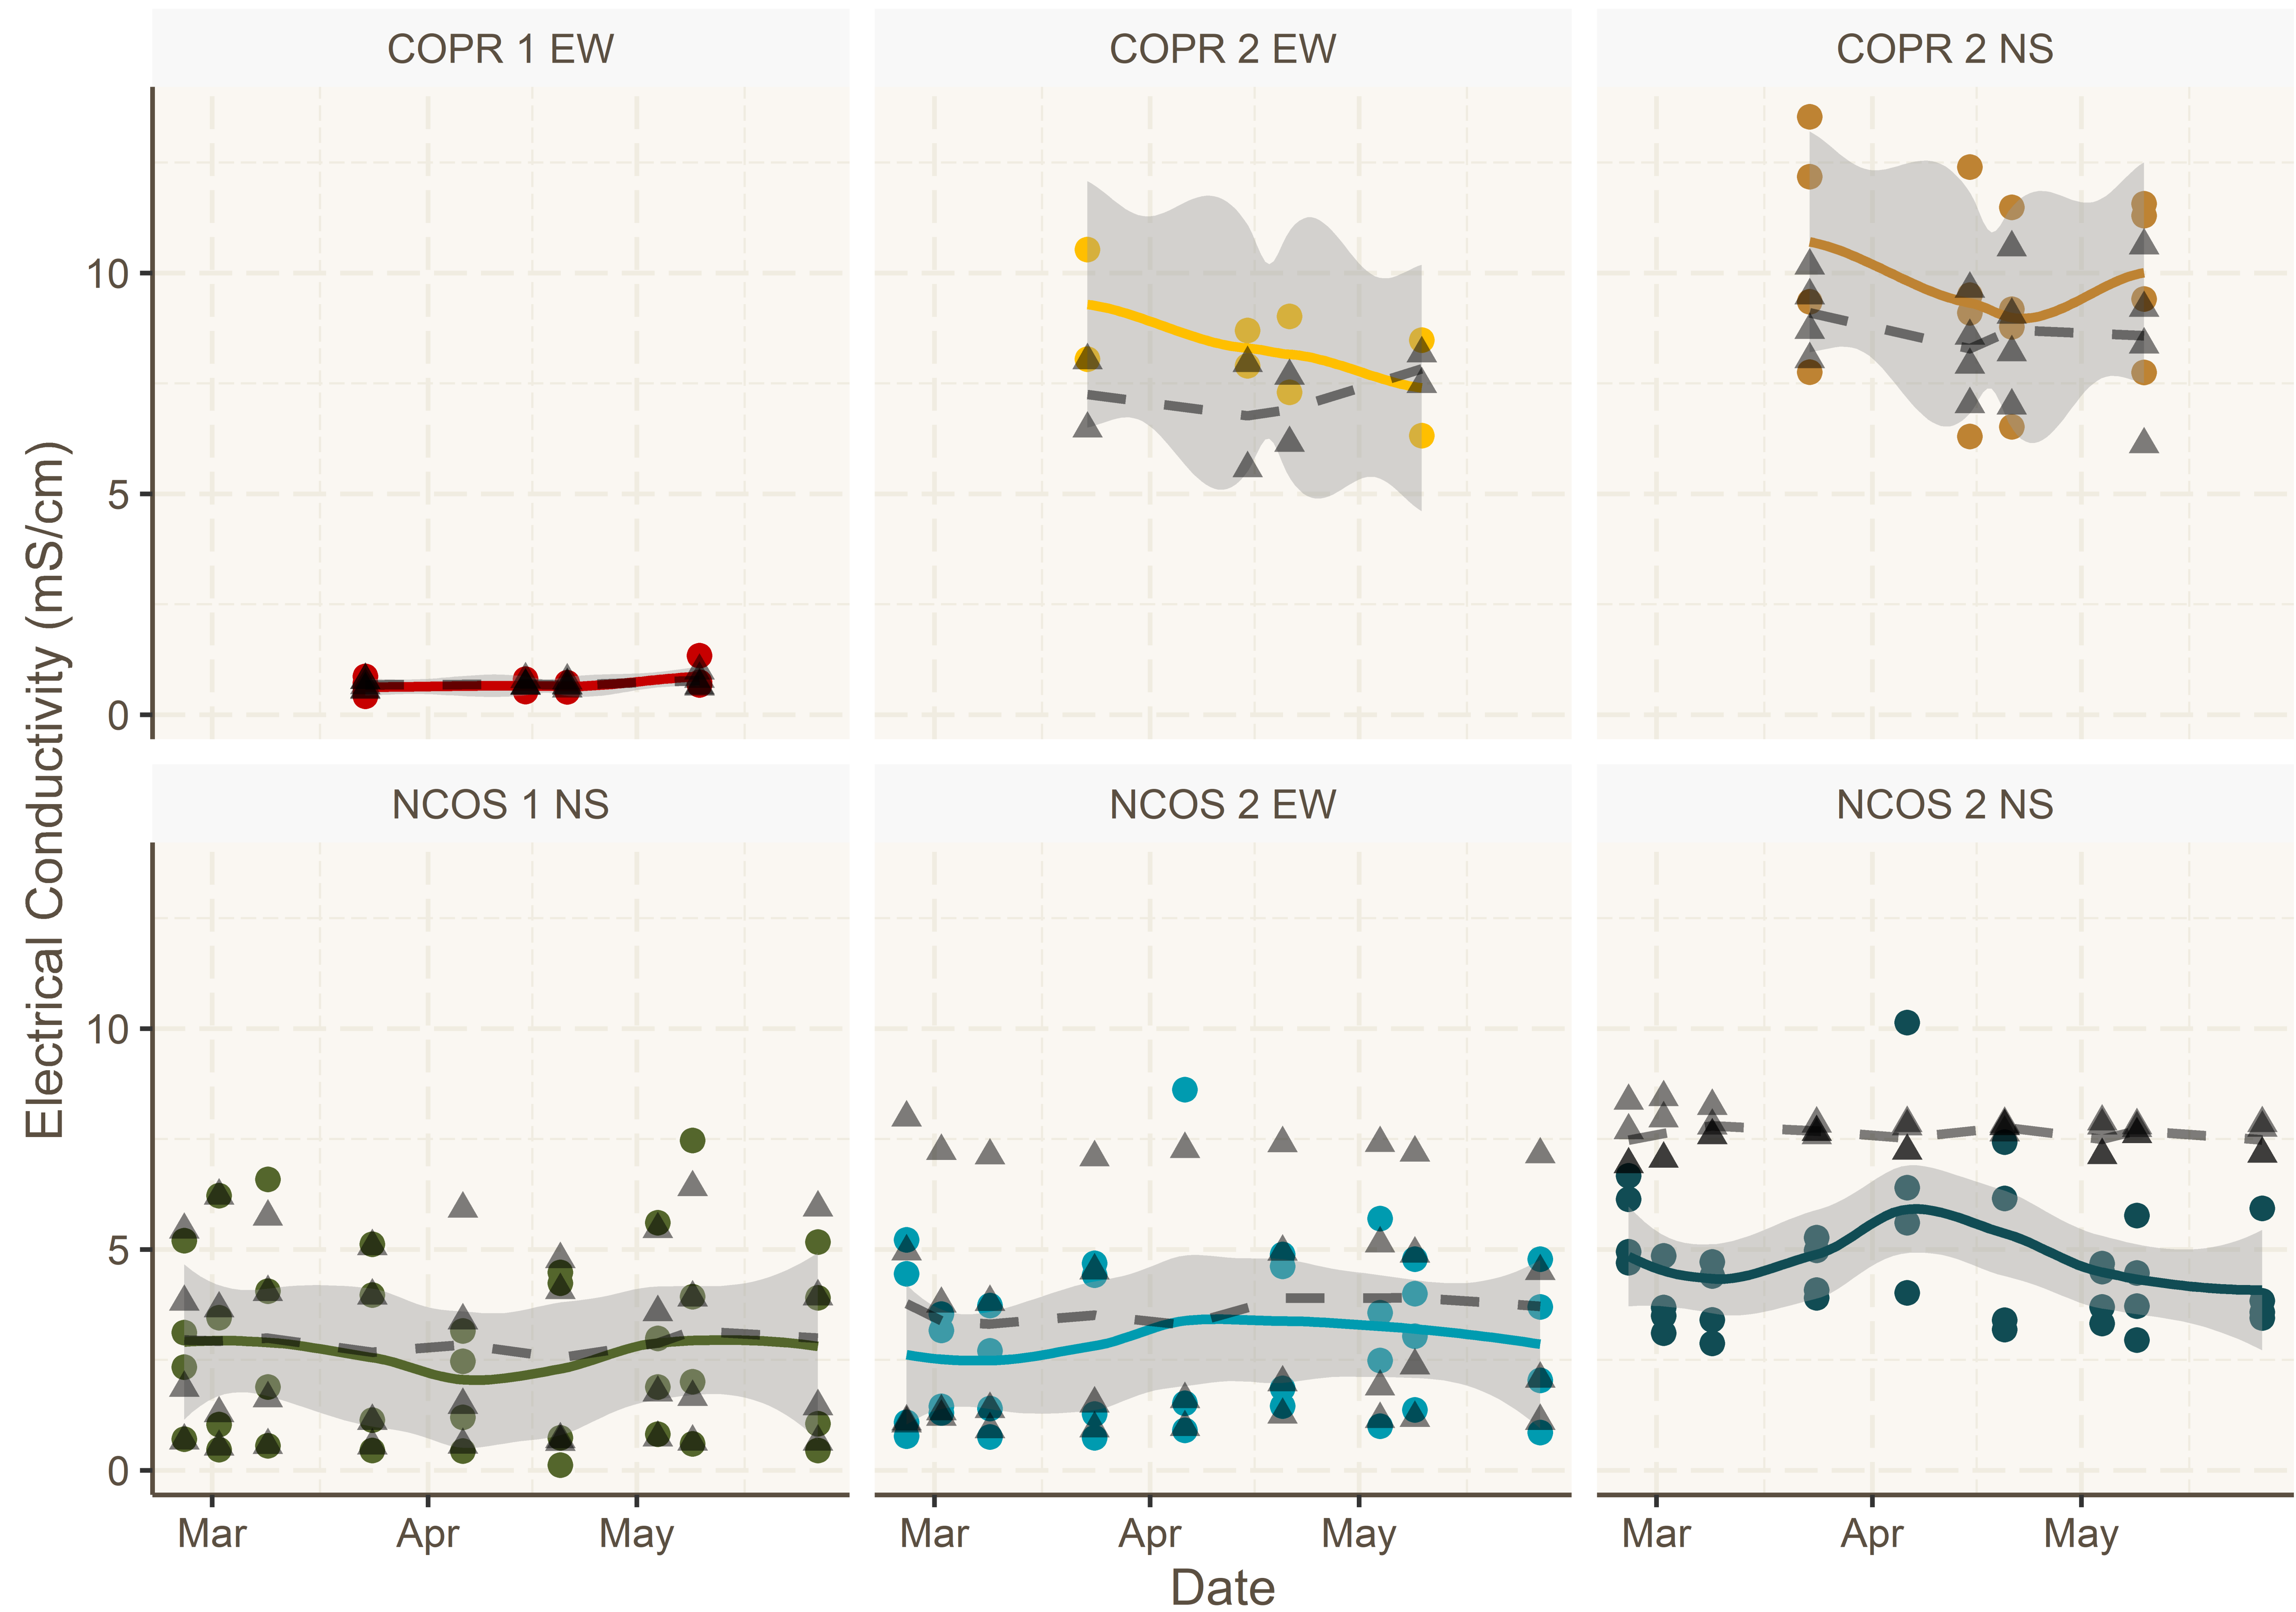 COPR 1 EW
COPR 2 EW
COPR 2 NS
10
5
0
NCOS 1 NS
NCOS 2 EW
NCOS 2 NS
10
5
0
Electrical Conductivity (mS/cm)
Mar Apr May
Mar Apr May
Mar Apr May
Date